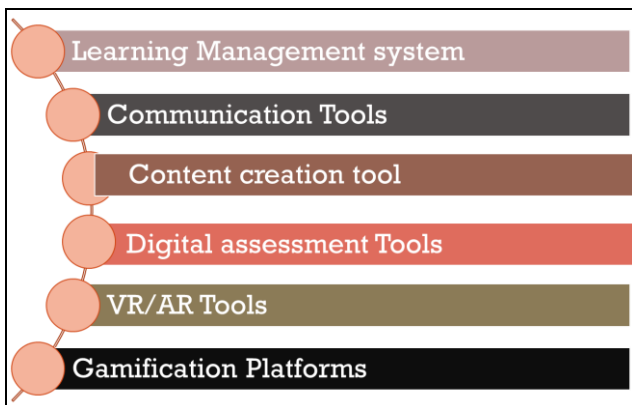 Learning Management system
Communication Tools
Content creation tool
Digital assessment Tools
VR/AR Tools
Gamification Platforms